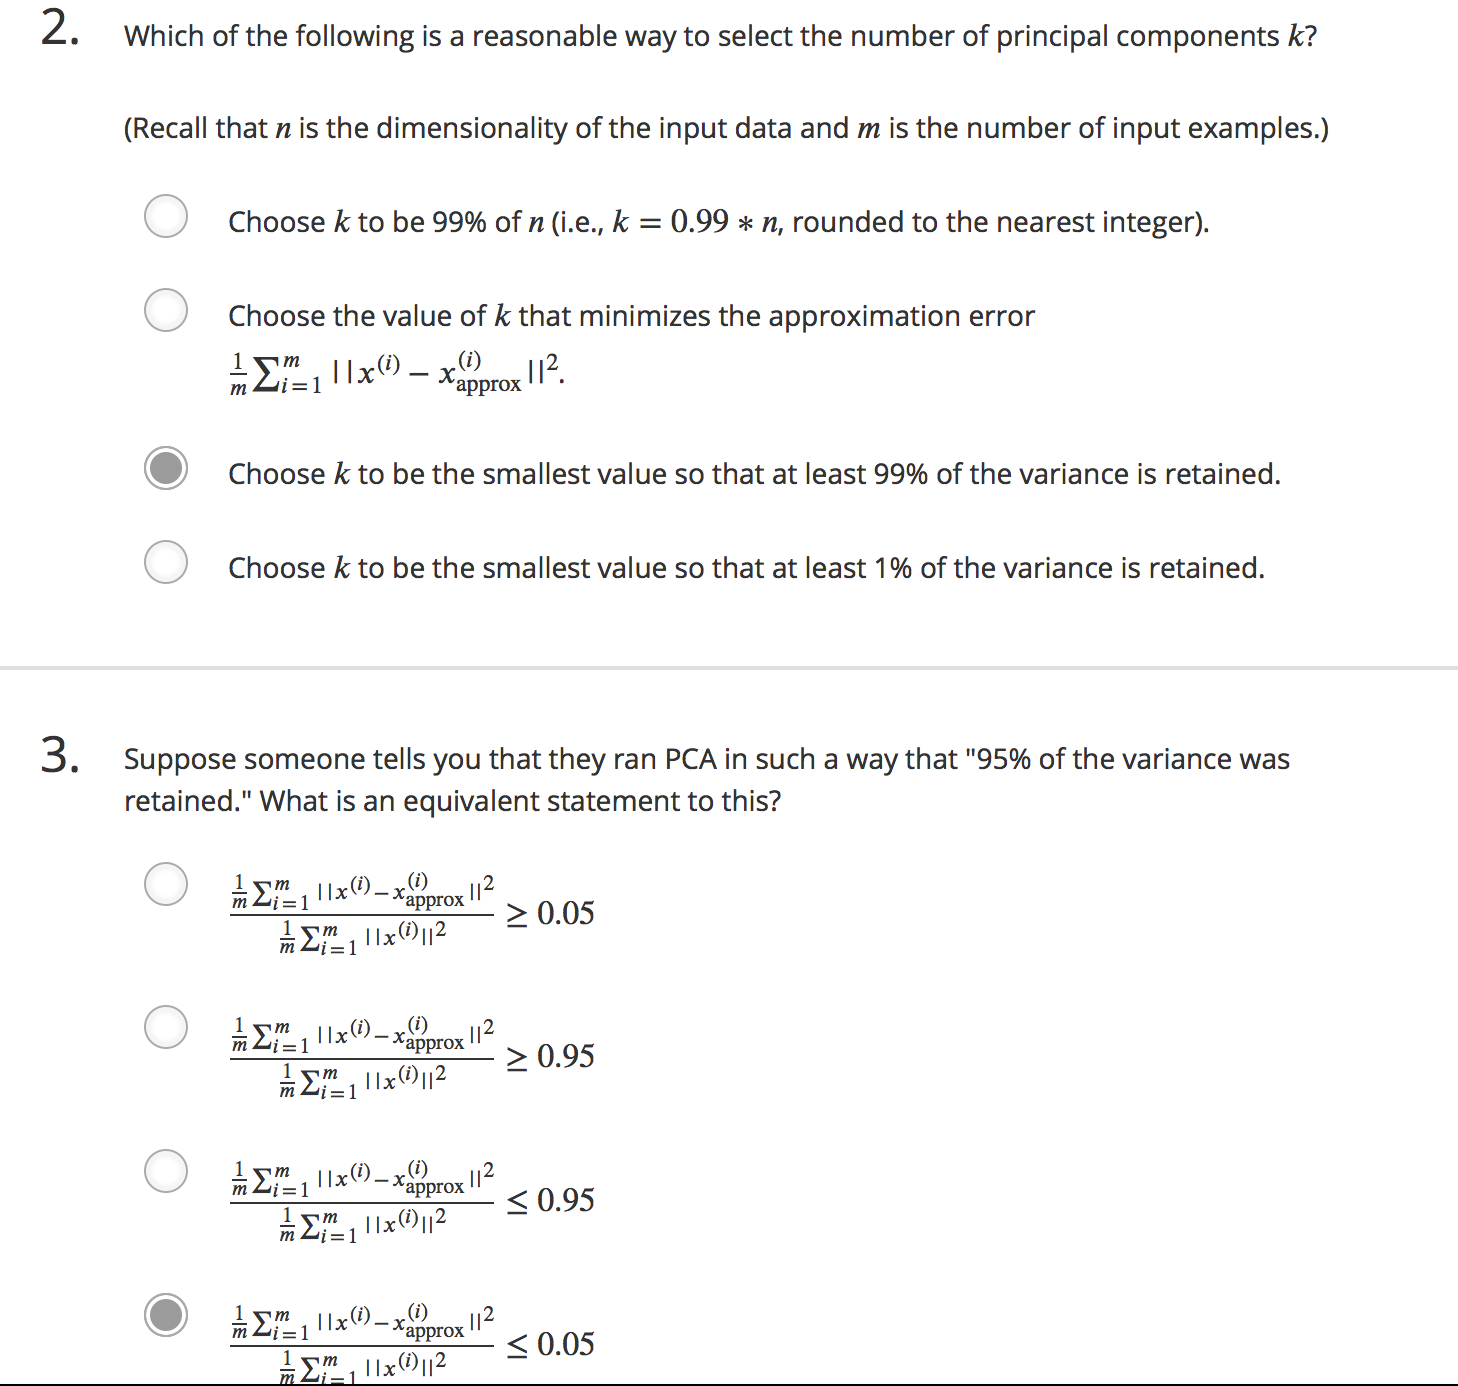 2. Which of the following is a reasonable way to select the number of principal components k?
(Recall that n is the dimensionality of the input data and m is the number of input examples.)
Choose k to be 99% of n (i.e., k = 0.99 ∗ n, rounded to the nearest integer).
Choose the value of k that minimizes the approximation error
\frac{1}{m} \sum_{i=1}^{m} ||x^{(i)} − x_{approx}^{(i)}||^2.
Choose k to be the smallest value so that at least 99% of the variance is retained.
Choose k to be the smallest value so that at least 1% of the variance is retained.
3. Suppose someone tells you that they ran PCA in such a way that "95% of the variance was
retained." What is an equivalent statement to this?
\frac{\frac{1}{m} \sum_{i=1}^{m} ||x^{(i)} − x_{approx}^{(i)}||^2}{\frac{1}{m} \sum_{i=1}^{m} ||x^{(i)}||^2} ≥ 0.05
\frac{\frac{1}{m} \sum_{i=1}^{m} ||x^{(i)} − x_{approx}^{(i)}||^2}{\frac{1}{m} \sum_{i=1}^{m} ||x^{(i)}||^2} ≥ 0.95
\frac{\frac{1}{m} \sum_{i=1}^{m} ||x^{(i)} − x_{approx}^{(i)}||^2}{\frac{1}{m} \sum_{i=1}^{m} ||x^{(i)}||^2} ≤ 0.95
\frac{\frac{1}{m} \sum_{i=1}^{m} ||x^{(i)} − x_{approx}^{(i)}||^2}{\frac{1}{m} \sum_{i=1}^{m} ||x^{(i)}||^2} ≤ 0.05